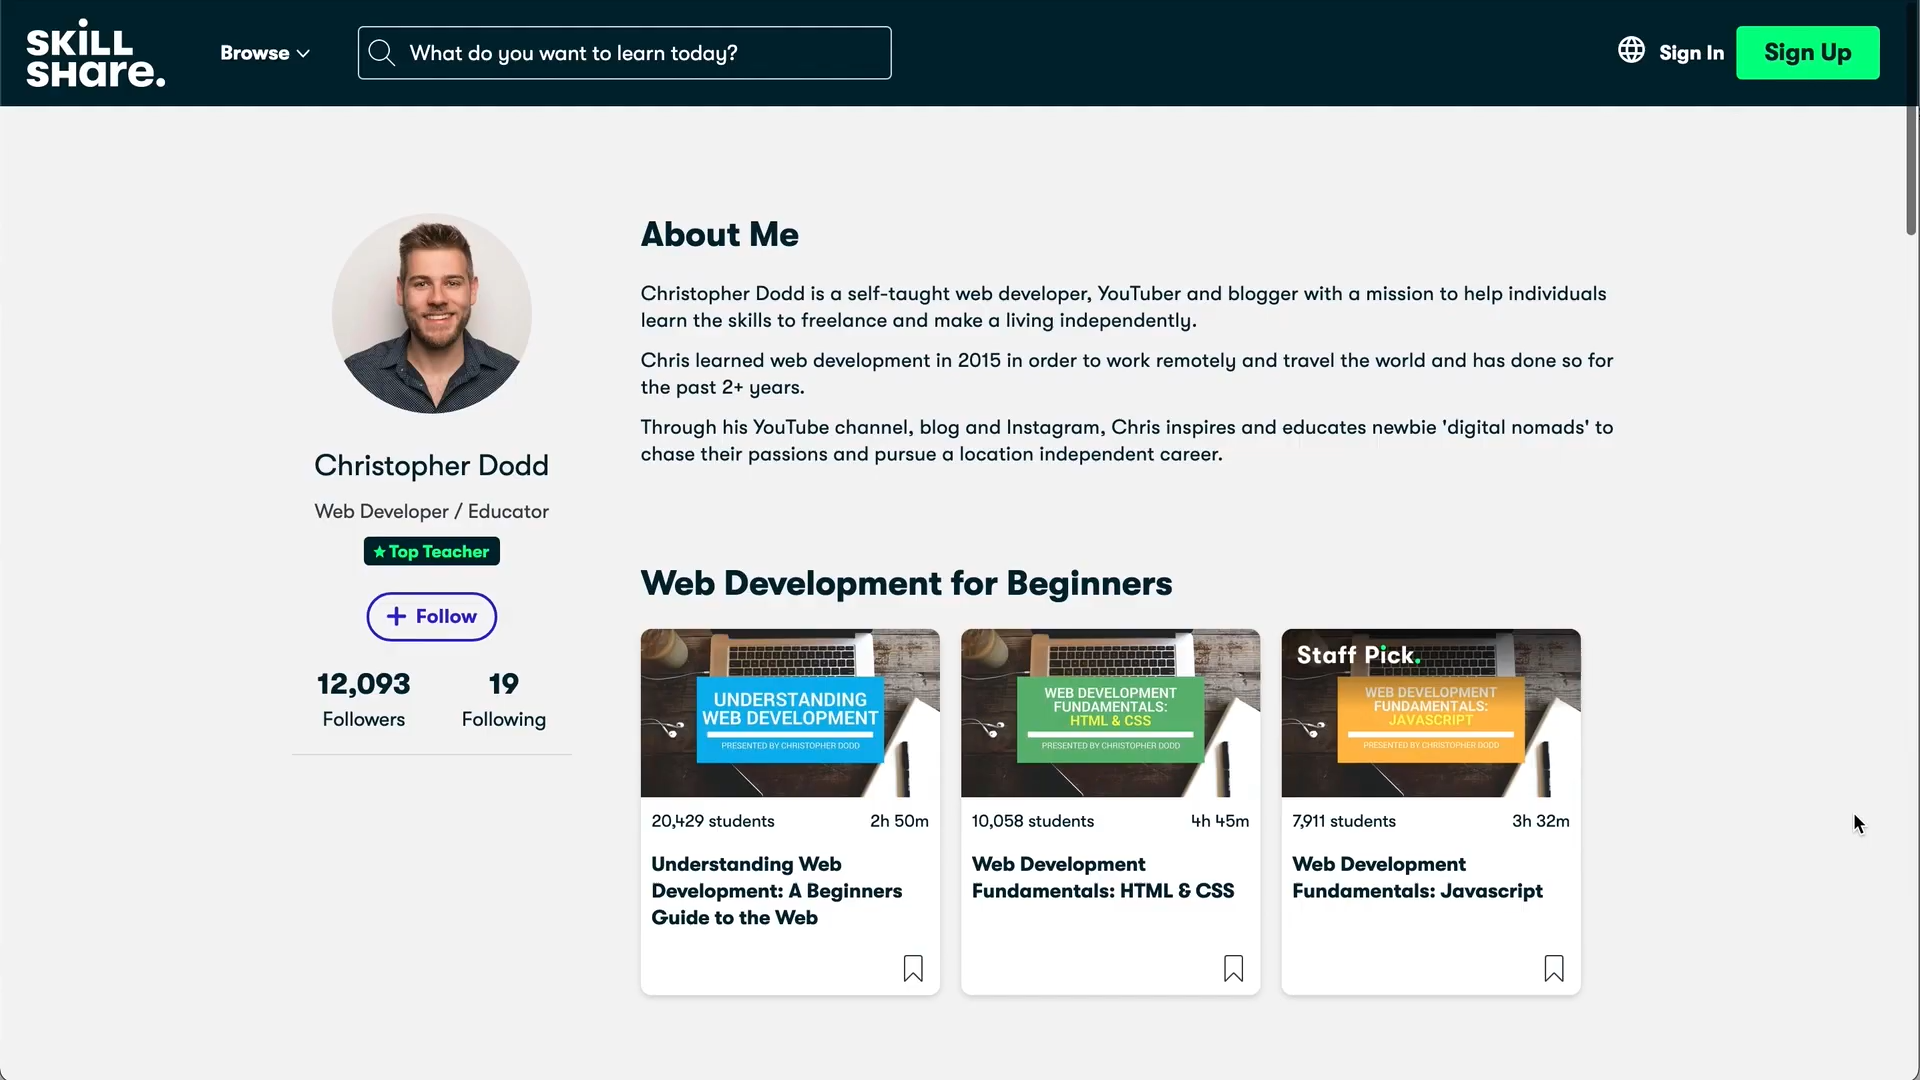 SKiLL
SHare.
Browse
What do you want to learn today?
Sign In
Sign Up
About Me
Christopher Dodd is a self-taught web developer, YouTuber and blogger with a mission to help individuals
learn the skills to freelance and make a living independently.
Chris learned web development in 2015 in order to work remotely and travel the world and has done so for
the past 2+ years.
Through his YouTube channel, blog and Instagram, Chris inspires and educates newbie 'digital nomads' to
chase their passions and pursue a location independent career.
Christopher Dodd
Web Developer / Educator
★ Top Teacher
+ Follow
12,093
Followers
19
Following
Web Development for Beginners
UNDERSTANDING
WEB DEVELOPMENT
PRESENTED BY CHRISTOPHER DODD
20,429 students
2h 50m
Understanding Web
Development: A Beginners
Guide to the Web
WEB DEVELOPMENT
FUNDAMENTALS:
HTML & CSS
PRESENTED BY CHRISTOPHER DODD
10,058 students
4h 45m
Web Development
Fundamentals: HTML & CSS
Staff Pick.
WEB DEVELOPMENT
FUNDAMENTALS:
JAVASCRIPT
PRESENTED BY CHRISTOPHER DODD
7,911 students
3h 32m
Web Development
Fundamentals: Javascript